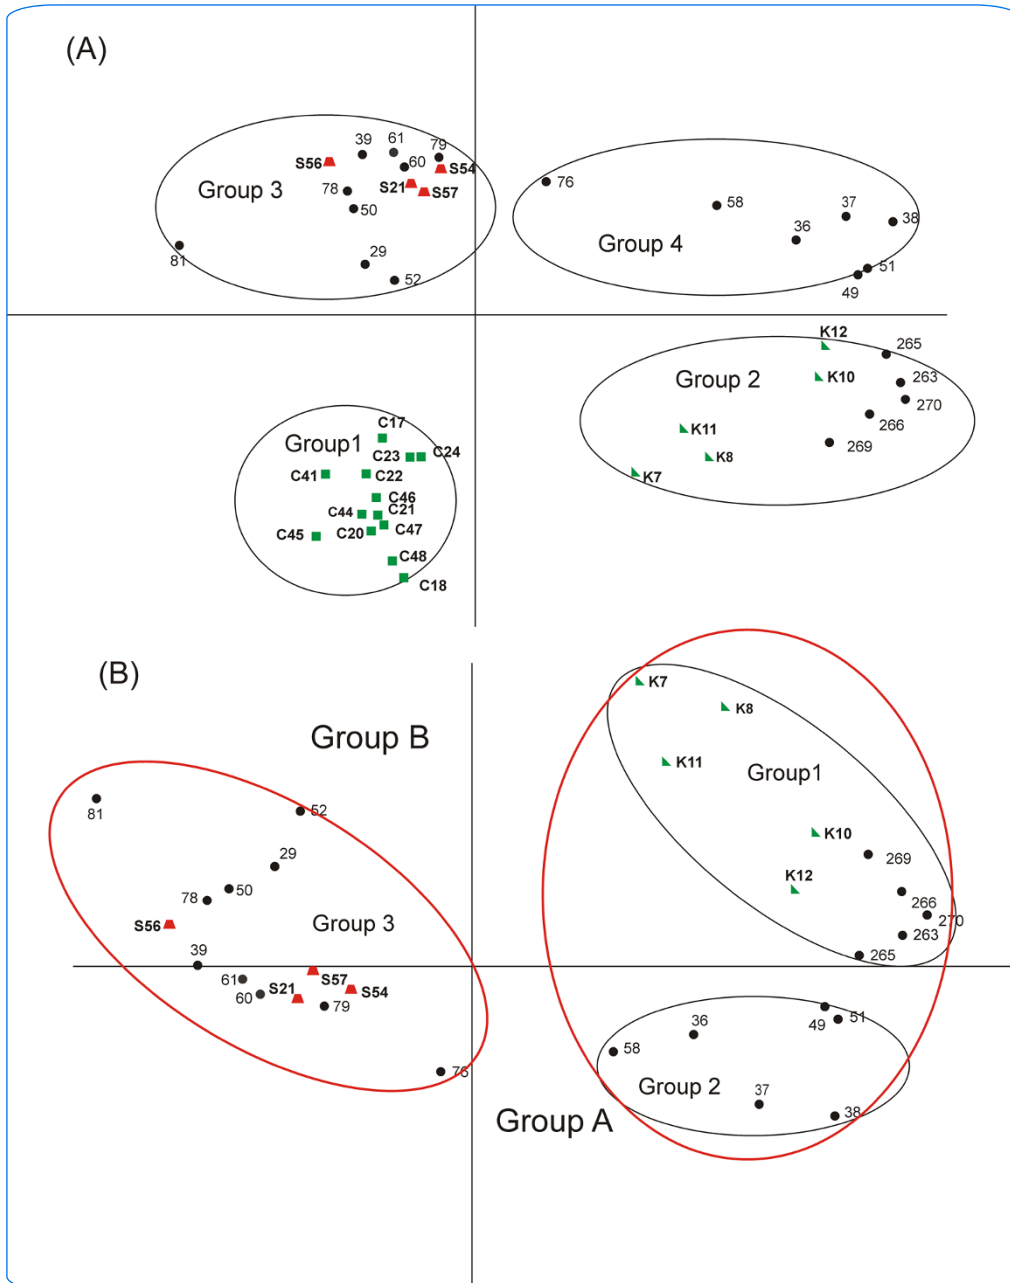 (A)
39
61
79
S56
60
S54
Group 3
78
S21
S57
50
81
29
52
76
58
37
38
36
Group 4
51
49
K12
265
Group 2
K10
263
270
K11
266
K8
269
K7
C17
Group1
C23
C24
C41
C22
C46
C44
C21
C45
C20
C47
C48
C18
(B)
K7
K8
Group B
K11
Group1
81
52
K10
29
269
78
50
K12
266
S56
Group 3
270
263
39
265
61
S57
60
S21
S54
79
36
49
51
58
76
Group 2
37
38
Group A